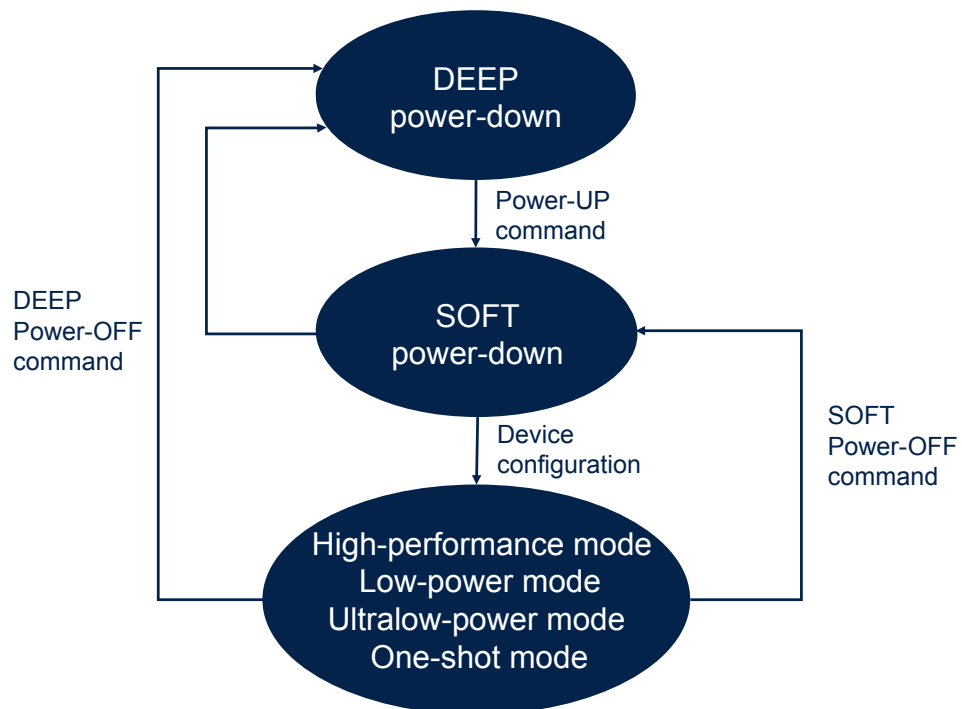 DEEP
power-down
Power-UP
command
DEEP
Power-OFF
command
SOFT
power-down
SOFT
Power-OFF
command
Device
configuration
High-performance mode
Low-power mode
Ultralow-power mode
One-shot mode